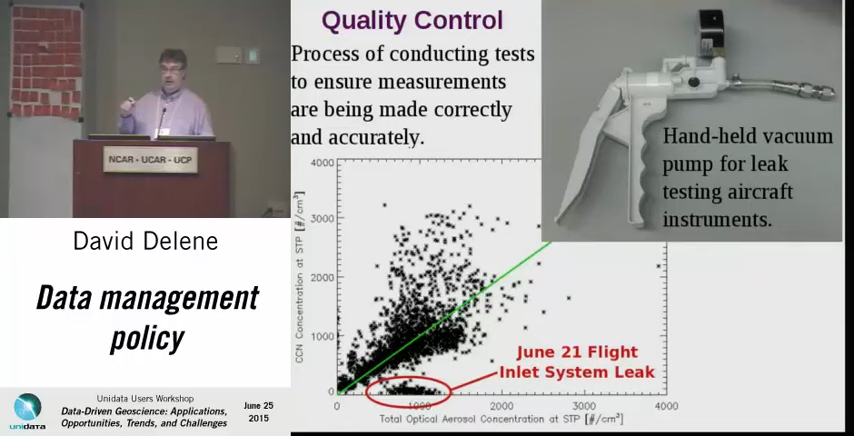 NCAR - UCAR - UCP
David Delene
Data management
policy
Unidata Users Workshop
Data-Driven Geoscience: Applications,
Opportunities, Trends, and Challenges
June 25
2015
unidata
Quality Control
Process of conducting tests
to ensure measurements
are being made correctly
and accurately.
Hand-held vacuum
pump for leak
testing aircraft
instruments.
CCN Concentration at STP [#/cm³]
4000
3000
2000
1000
0
June 21 Flight
Inlet System Leak
0
1000
2000
3000
4000
Total Optical Aerosol Concentration at STP [#/cm³]